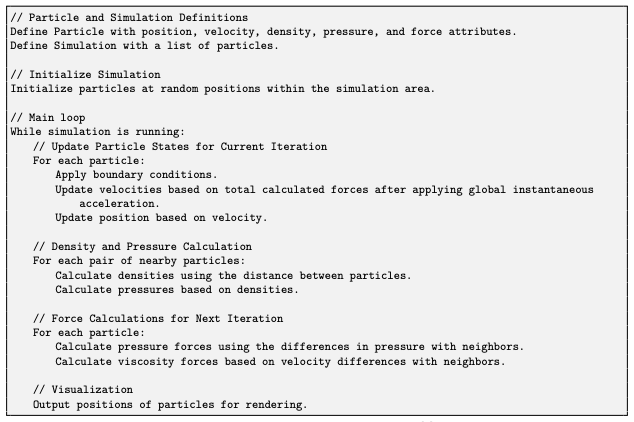 // Particle and Simulation Definitions
Define Particle with position, velocity, density, pressure, and force attributes.
Define Simulation with a list of particles.
// Initialize Simulation
Initialize particles at random positions within the simulation area.
// Main loop
While simulation is running:
// Update Particle States for Current Iteration
For each particle:
Apply boundary conditions.
Update velocities based on total calculated forces after applying global instantaneous
acceleration.
Update position based on velocity.
// Density and Pressure Calculation
For each pair of nearby particles:
Calculate densities using the distance between particles.
Calculate pressures based on densities.
// Force Calculations for Next Iteration
For each particle:
Calculate pressure forces using the differences in pressure with neighbors.
Calculate viscosity forces based on velocity differences with neighbors.
// Visualization
Output positions of particles for rendering.